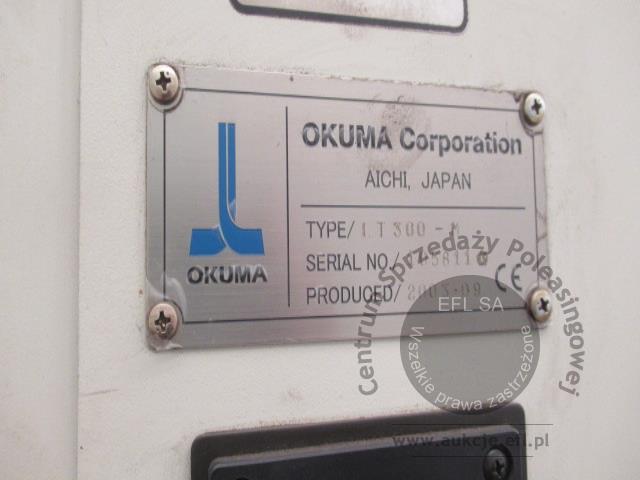 OKUMA
OKUMA Corporation
AICHI, JAPAN
TYPE/ LT300-M
SERIAL NO.
PRODUCED/
CE
Centrum Sprzedaży Poleasingowej
EFL SA
Wszelkie prawa zastrzeżone
www.aukcje.efl.pl